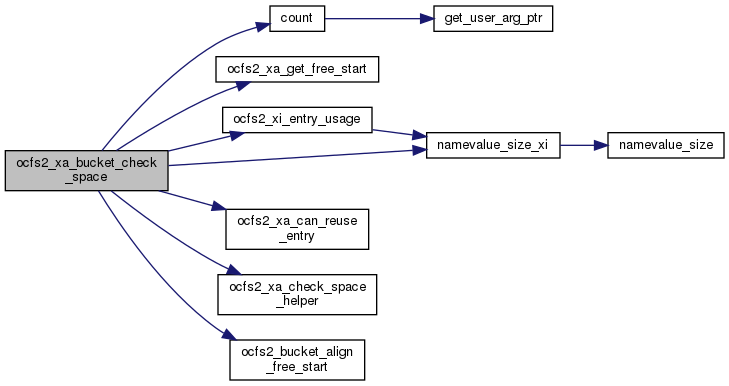 count
get_user_arg_ptr
ocfs2_xa_get_free_start
ocfs2_xi_entry_usage
namevalue_size_xi
namevalue_size
ocfs2_xa_bucket_check
_space
ocfs2_xa_can_reuse
_entry
ocfs2_xa_check_space
_helper
ocfs2_bucket_align
_free_start